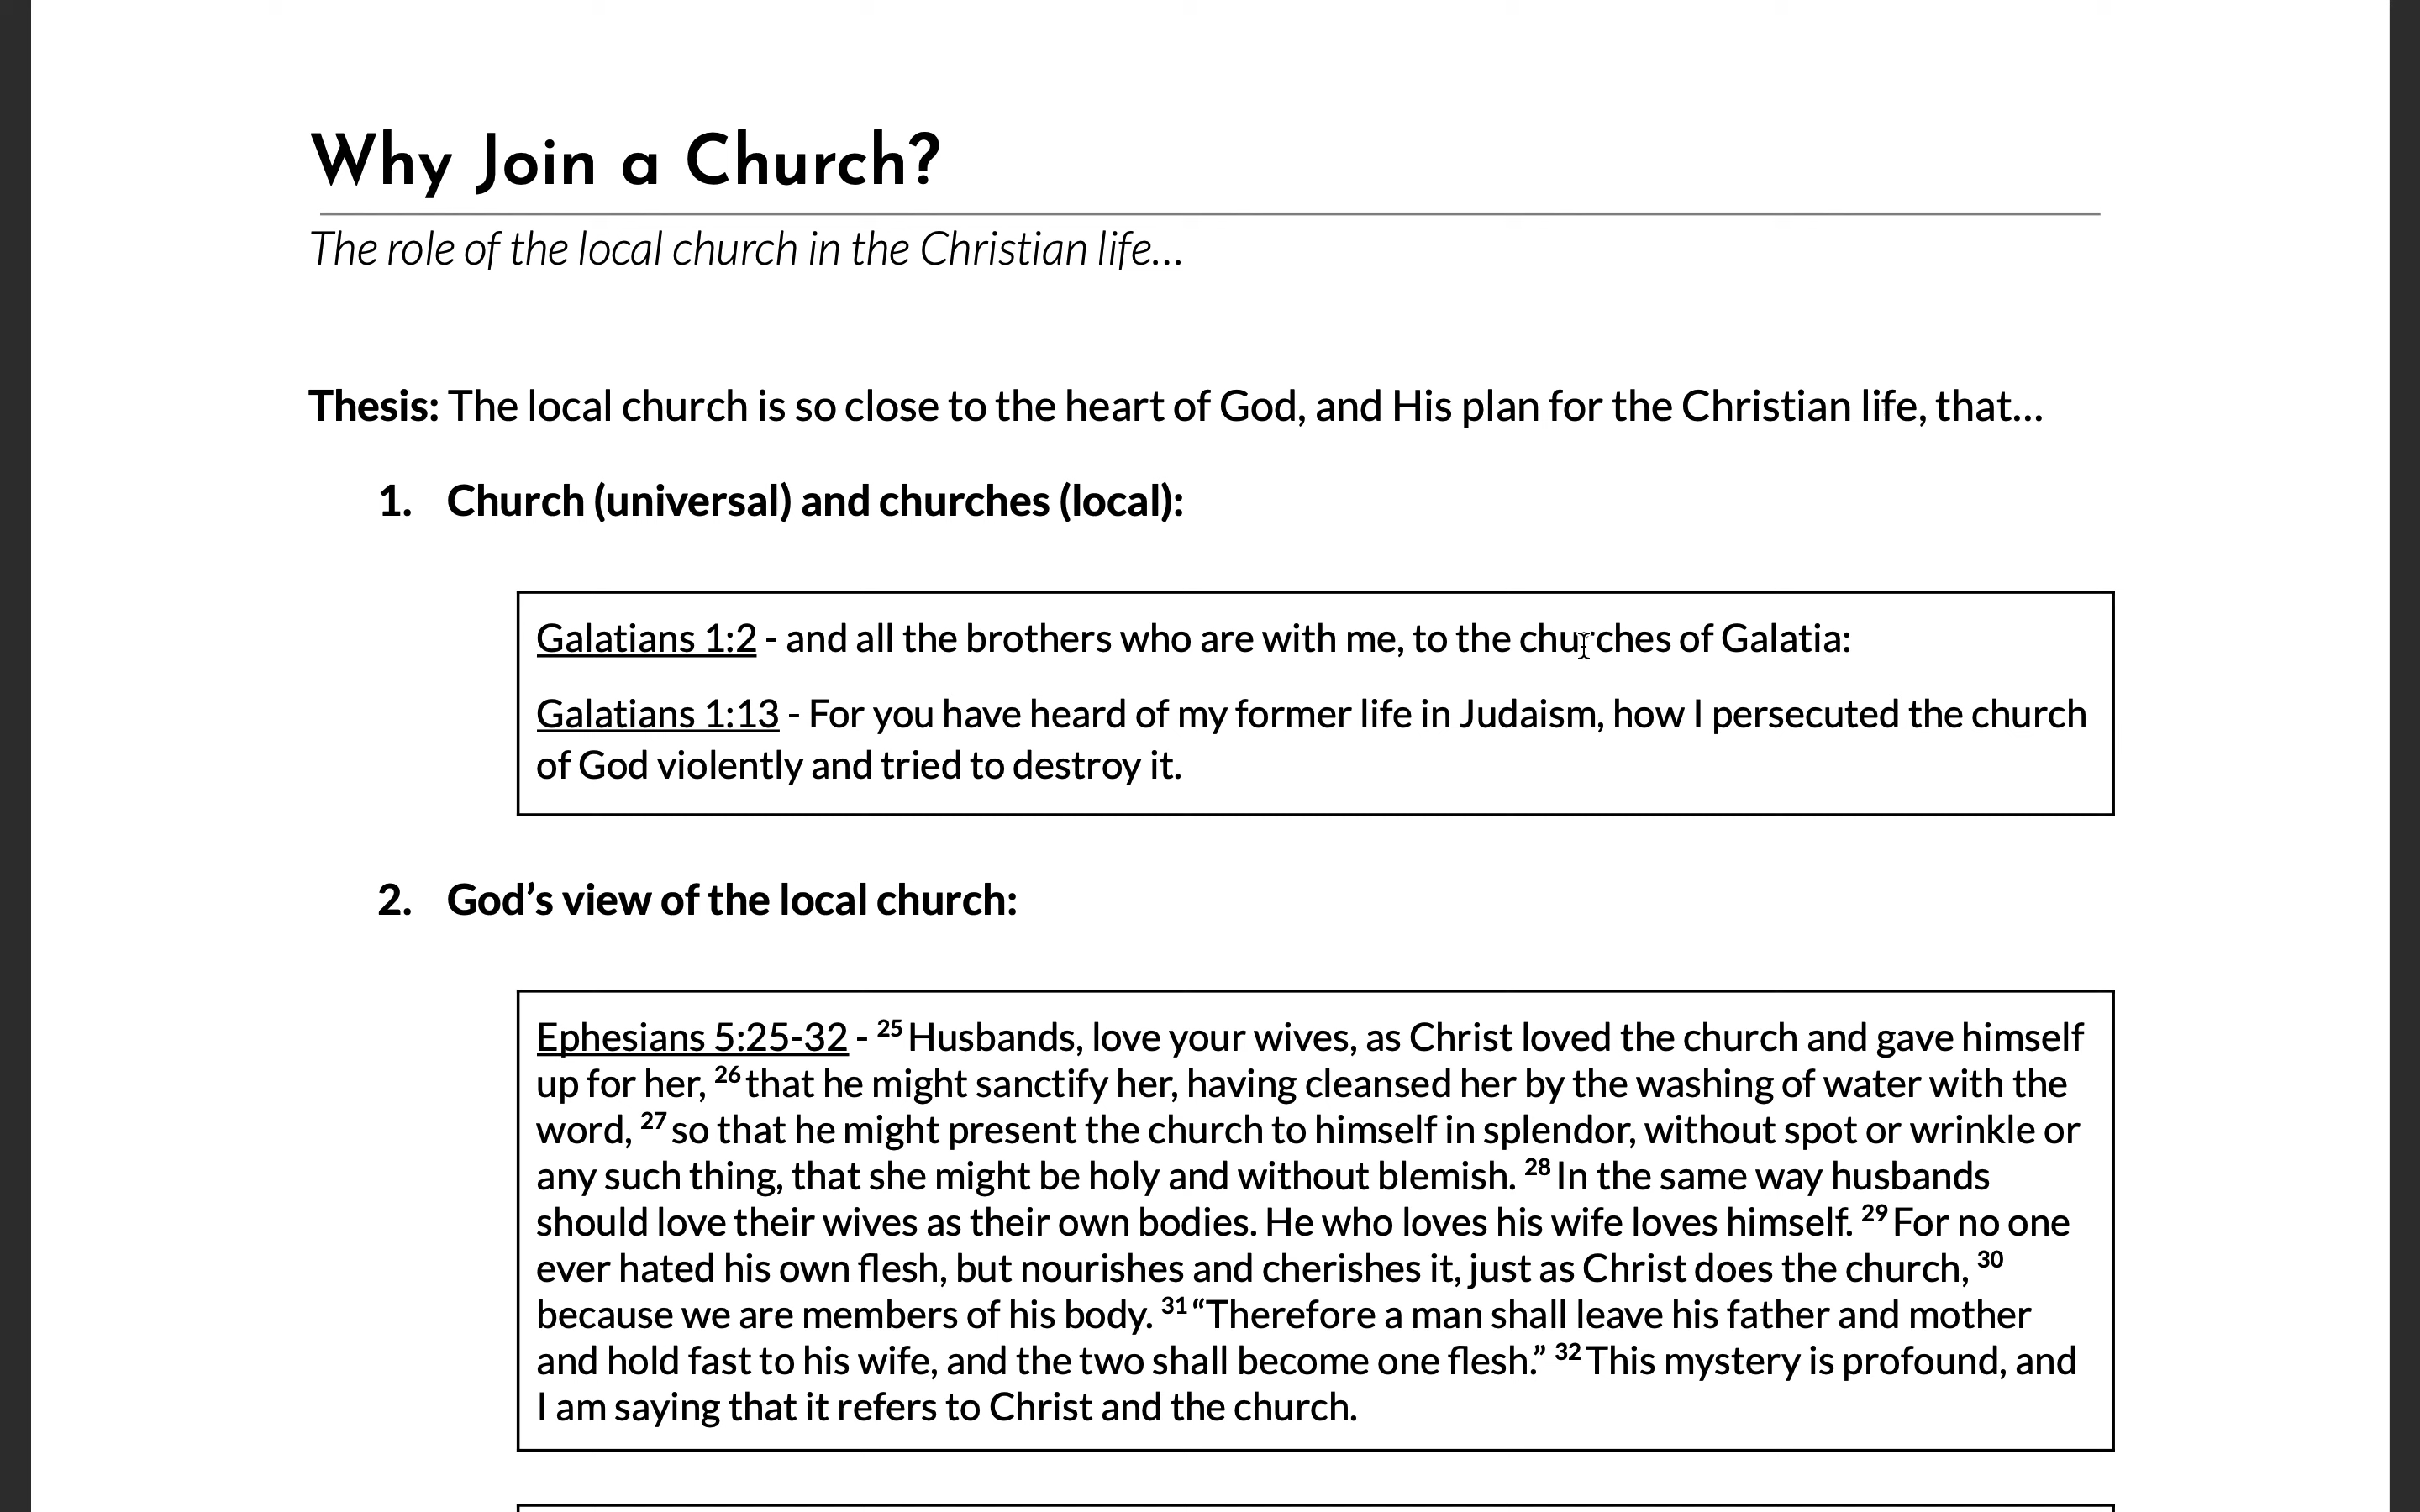 Why Join a Church?
The role of the local church in the Christian life...
Thesis: The local church is so close to the heart of God, and His plan for the Christian life, that...
1. Church (universal) and churches (local):
Galatians 1:2 - and all the brothers who are with me, to the churches of Galatia:
Galatians 1:13 - For you have heard of my former life in Judaism, how I persecuted the church
of God violently and tried to destroy it.
2. God’s view of the local church:
Ephesians 5:25-32 - 25 Husbands, love your wives, as Christ loved the church and gave himself
up for her, 26 that he might sanctify her, having cleansed her by the washing of water with the
word, 27 so that he might present the church to himself in splendor, without spot or wrinkle or
any such thing, that she might be holy and without blemish. 28 In the same way husbands
should love their wives as their own bodies. He who loves his wife loves himself. 29 For no one
ever hated his own flesh, but nourishes and cherishes it, just as Christ does the church, 30
because we are members of his body. 31 “Therefore a man shall leave his father and mother
and hold fast to his wife, and the two shall become one flesh.” 32 This mystery is profound, and
I am saying that it refers to Christ and the church.